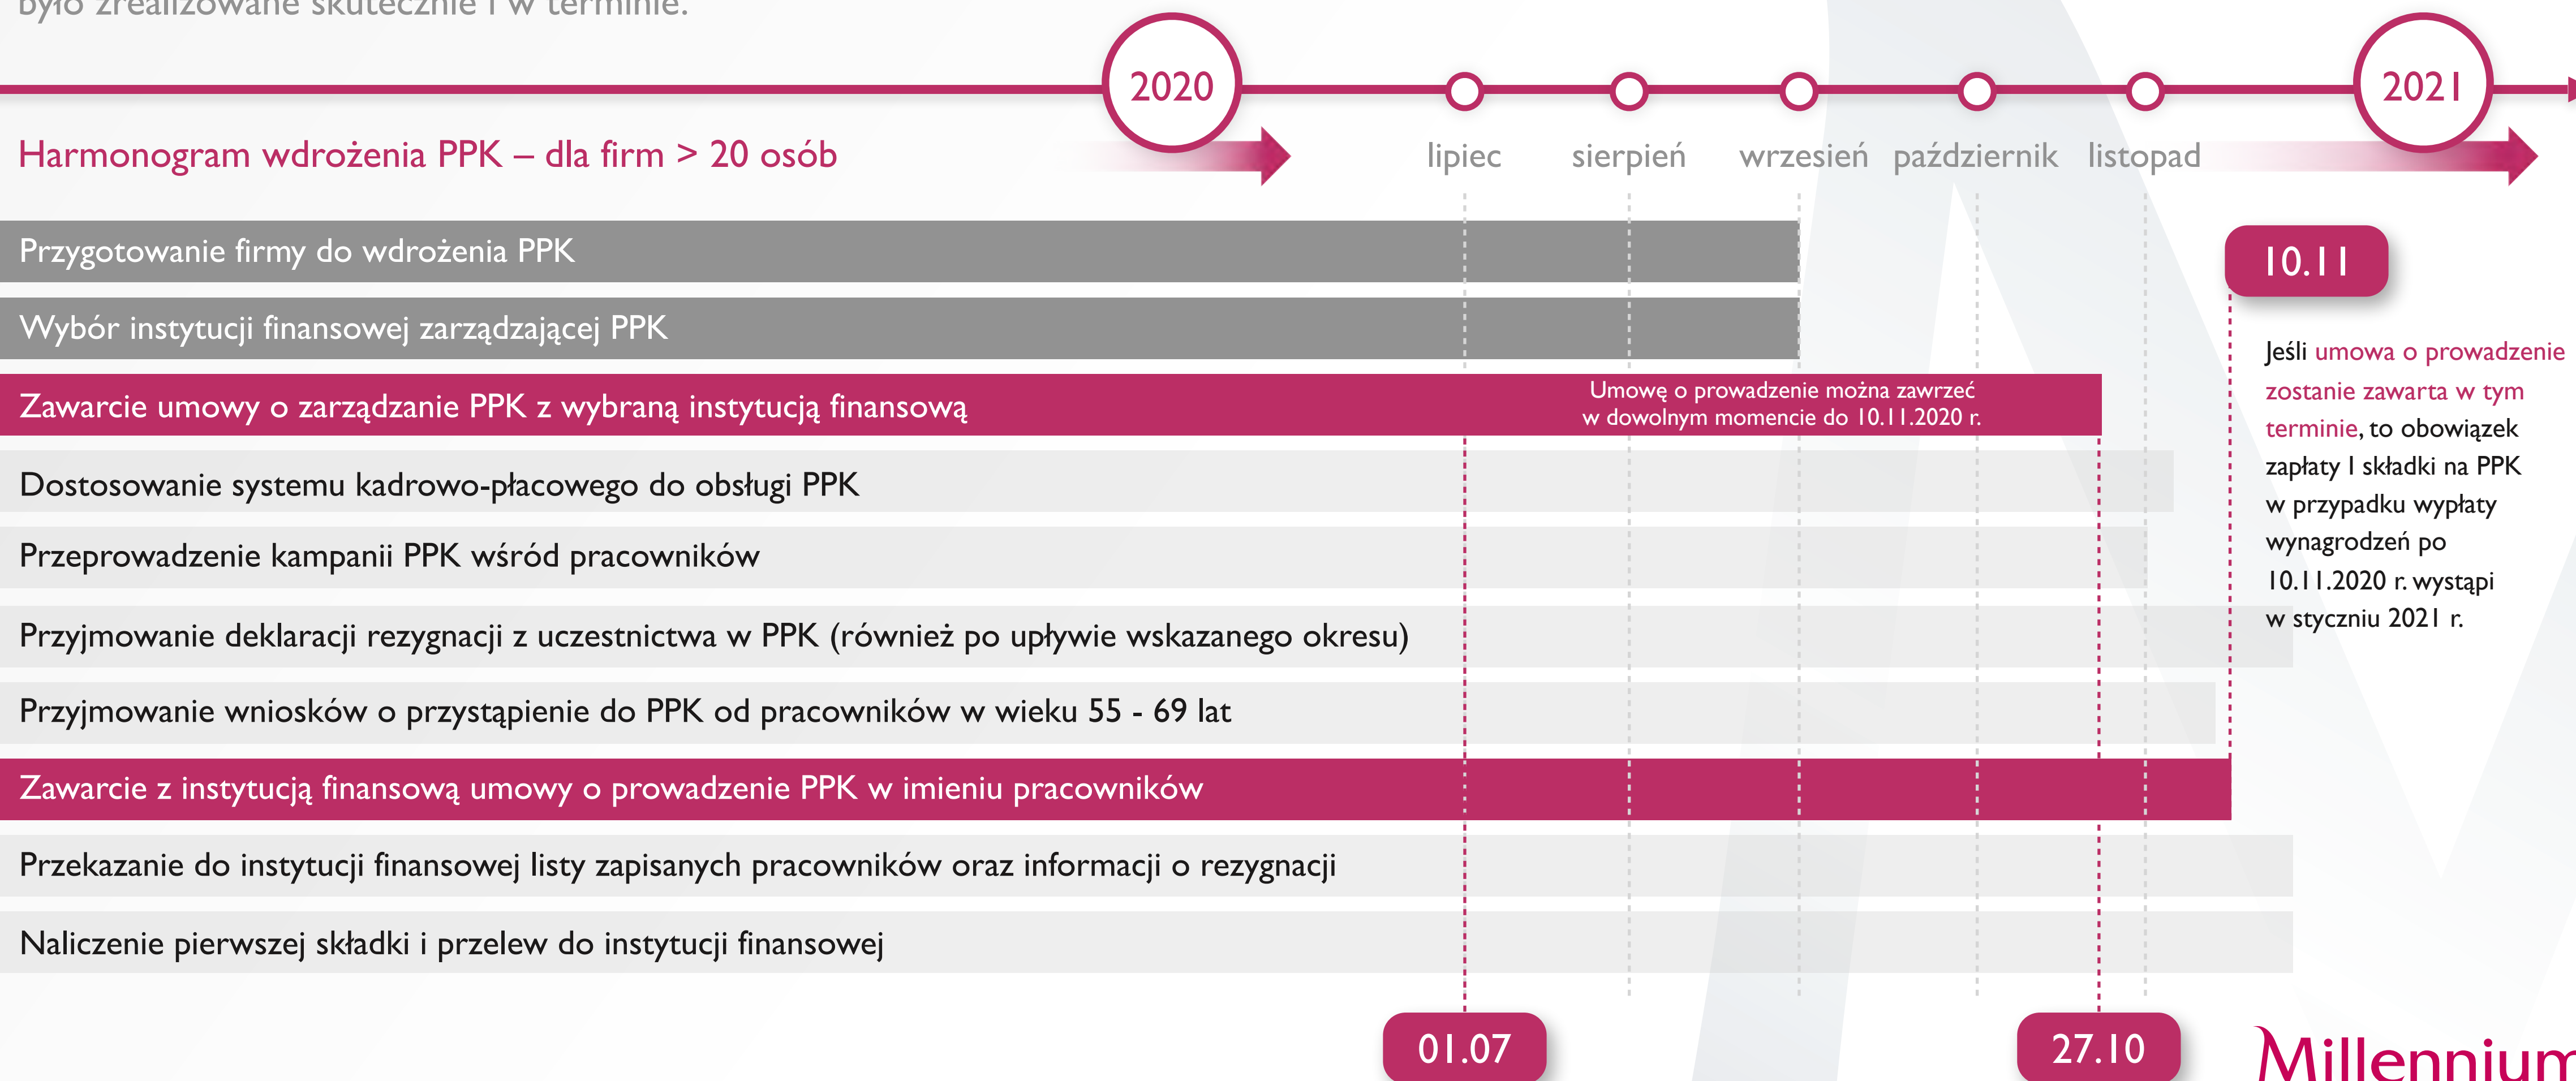 było zrealizowane skutecznie i w terminie.
2020
2021
Harmonogram wdrożenia PPK – dla firm > 20 osób
lipiec
sierpień
wrzesień
październik
listopad
Przygotowanie firmy do wdrożenia PPK
10.11
Wybór instytucji finansowej zarządzającej PPK
Zawarcie umowy o zarządzanie PPK z wybraną instytucją finansową
Umowę o prowadzenie można zawrzeć
w dowolnym momencie do 10.11.2020 r.
Jeśli umowa o prowadzenie
zostanie zawarta w tym
terminie, to obowiązek
zapłaty I składki na PPK
w przypadku wypłaty
wynagrodzeń po
10.11.2020 r. wystąpi
w styczniu 2021 r.
Dostosowanie systemu kadrowo-płacowego do obsługi PPK
Przeprowadzenie kampanii PPK wśród pracowników
Przyjmowanie deklaracji rezygnacji z uczestnictwa w PPK (również po upływie wskazanego okresu)
Przyjmowanie wniosków o przystąpienie do PPK od pracowników w wieku 55 - 69 lat
Zawarcie z instytucją finansową umowy o prowadzenie PPK w imieniu pracowników
Przekazanie do instytucji finansowej listy zapisanych pracowników oraz informacji o rezygnacji
Naliczenie pierwszej składki i przelew do instytucji finansowej
01.07
27.10
Millennium